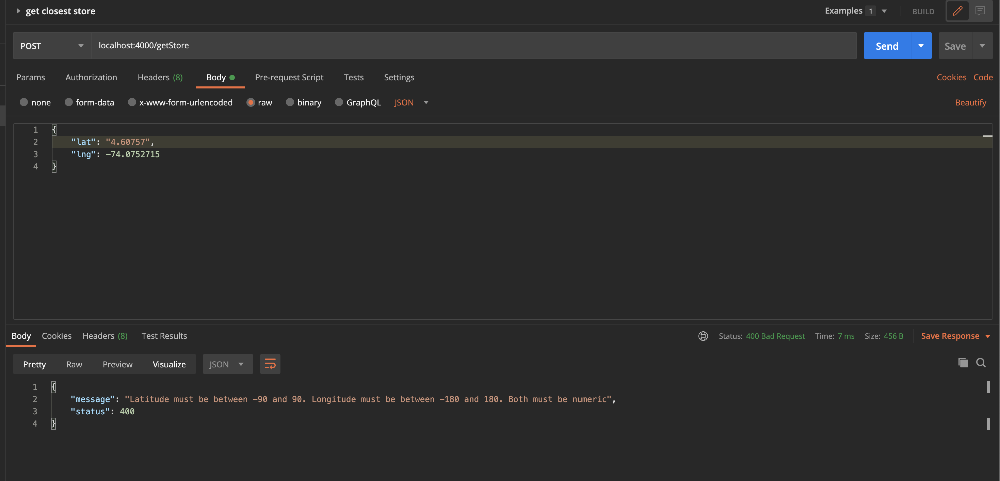 get closest store
Examples 1
BUILD
POST
localhost:4000/getStore
Send
Save
Params Authorization Headers (8) Body Pre-request Script Tests Settings
Cookies Code
none form-data x-www-form-urlencoded raw binary GraphQL JSON
Beautify
1 {
2 "lat": "4.60757",
3 "lng": -74.0752715
4 }
Body Cookies Headers (8) Test Results
Status: 400 Bad Request Time: 7 ms Size: 456 B
Save Response
Pretty Raw Preview Visualize
JSON
1 {
2 "message": "Latitude must be between -90 and 90. Longitude must be between -180 and 180. Both must be numeric",
3 "status": 400
4 }